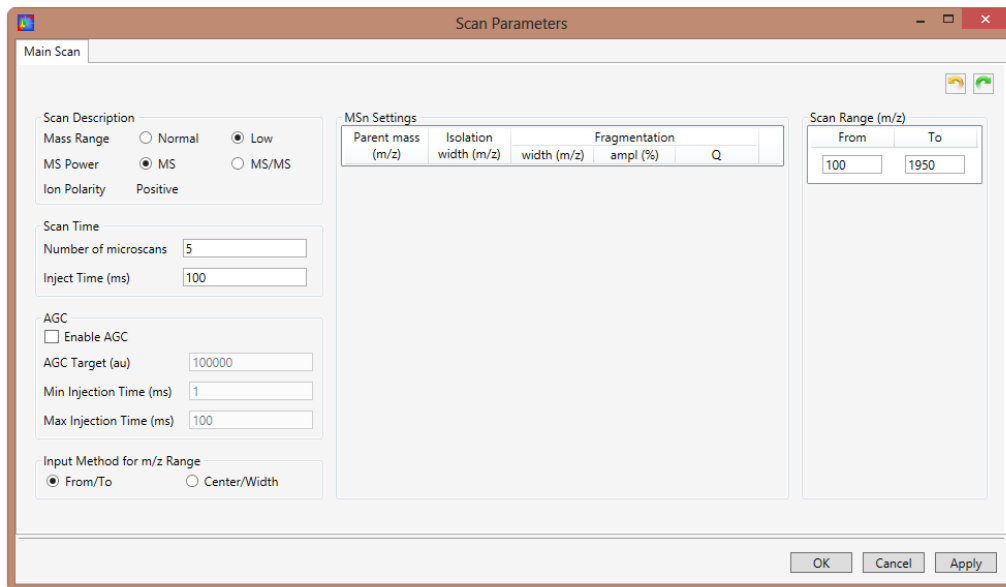 Scan Parameters
Main Scan
Scan Description
Mass Range Normal Low
MS Power MS MS/MS
Ion Polarity Positive
Scan Time
Number of microscans 5
Inject Time (ms) 100
AGC
Enable AGC
AGC Target (au) 100000
Min Injection Time (ms) 1
Max Injection Time (ms) 100
Input Method for m/z Range
From/To Center/Width
MSn Settings
Parent mass Isolation Fragmentation
(m/z) width (m/z) width (m/z) ampl (%) Q
Scan Range (m/z)
From To
100 1950
OK Cancel Apply